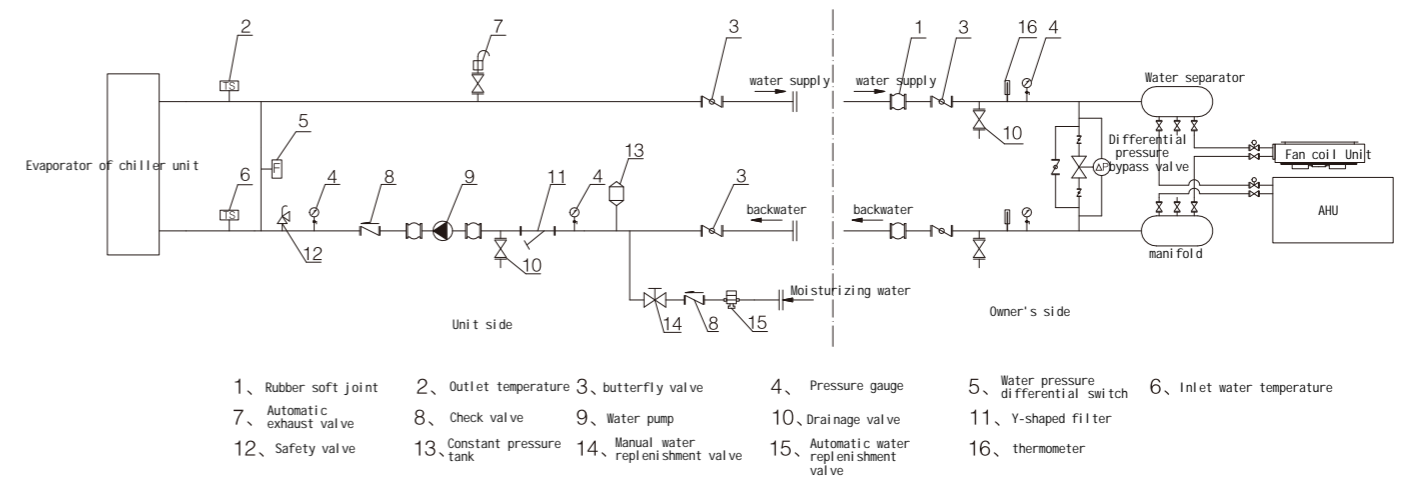 2 7 3 1 3 16 4
TS
water supply water supply
Water separator
5
F
13
10
Differential
pressure
bypass valve
ΔP
Fan coil Unit
Evaporator of chiller unit
6 4 8 9 11 4 3
TS
backwater backwater
AHU
12
10
manifold
Moisturizing water
14 8 15
Unit side
Owner's side
1、 Rubber soft joint 2、 Outlet temperature 3、 butterfly valve 4、 Pressure gauge 5、 Water pressure
differential switch 6、 Inlet water temperature
7、 Automatic
exhaust valve 8、 Check valve 9、 Water pump 10、 Drainage valve 11、 Y-shaped filter
12、 Safety valve 13、 Constant pressure
tank 14、 Manual water
replenishment valve 15、 Automatic water
replenishment
valve 16、 thermometer